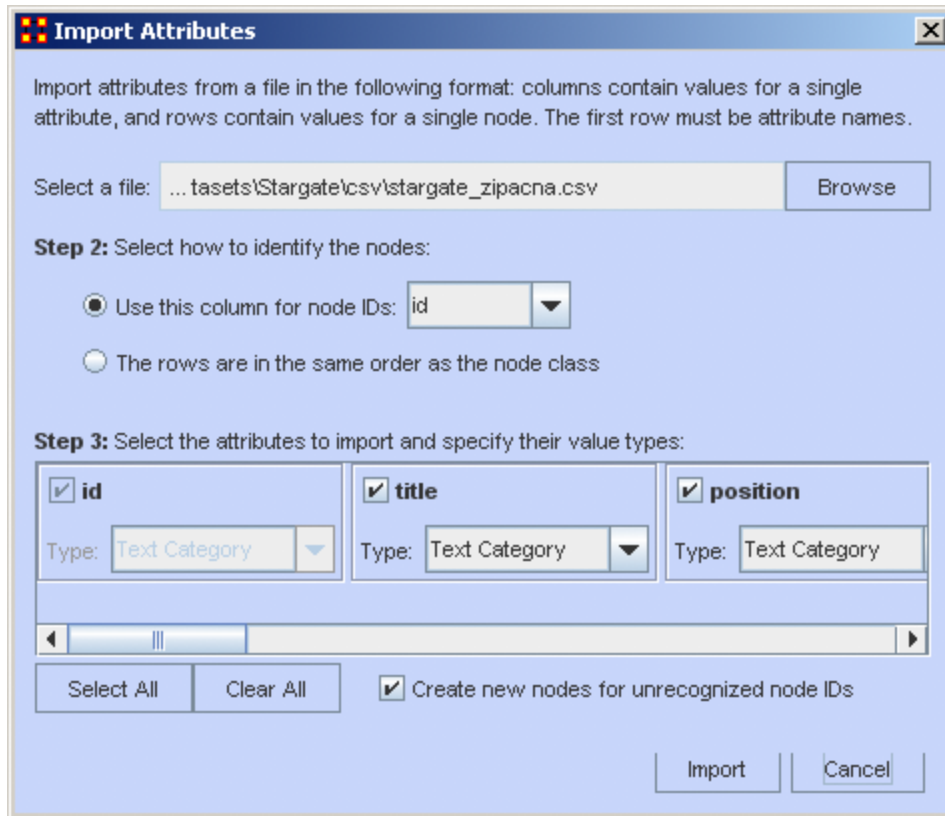 Import Attributes
Import attributes from a file in the following format: columns contain values for a single
attribute, and rows contain values for a single node. The first row must be attribute names.
Select a file: ... tasets\Stargate\csv\stargate_zipacna.csv Browse
Step 2: Select how to identify the nodes:
Use this column for node IDs: id
The rows are in the same order as the node class
Step 3: Select the attributes to import and specify their value types:
id title position
Type: Text Category Type: Text Category Type: Text Category
Select All Clear All Create new nodes for unrecognized node IDs
Import Cancel